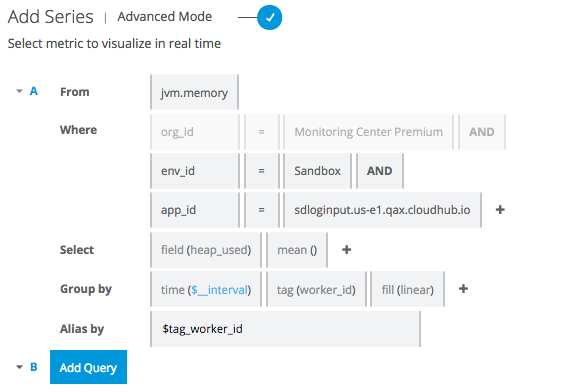 Add Series | Advanced Mode
Select metric to visualize in real time
A From jvm.memory
Where org_id = Monitoring Center Premium AND
env_id = Sandbox AND
app_id = sdloginput.us-e1.qax.cloudhub.io +
Select field (heap_used) mean () +
Group by time ($__interval) tag (worker_id) fill (linear) +
Alias by $tag_worker_id
B Add Query